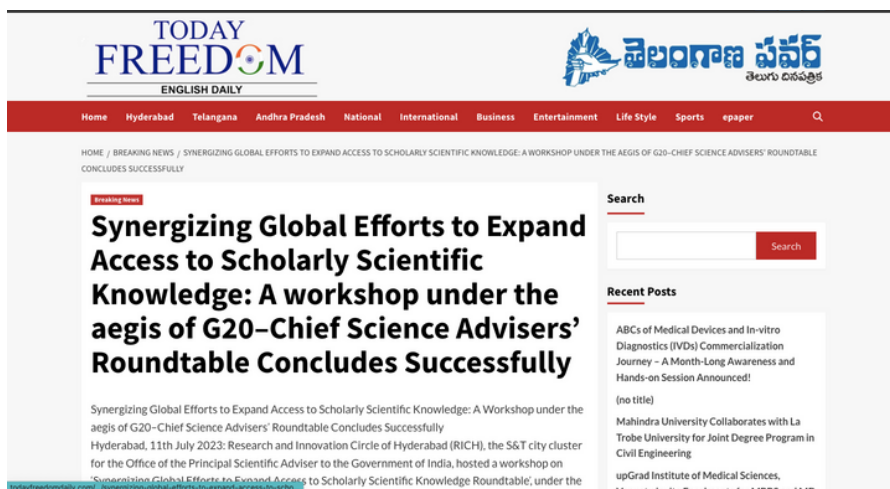 TODAY
FREEDOM
ENGLISH DAILY
తెలంగాణ పవర్
తెలుగు దినపత్రిక
Home Hyderabad Telangana Andhra Pradesh National International Business Entertainment Life Style Sports epaper
HOME / BREAKING NEWS / SYNERGIZING GLOBAL EFFORTS TO EXPAND ACCESS TO SCHOLARLY SCIENTIFIC KNOWLEDGE: A WORKSHOP UNDER THE AEGIS OF G20–CHIEF SCIENCE ADVISERS' ROUNDTABLE
CONCLUDES SUCCESSFULLY
Breaking News
Synergizing Global Efforts to Expand
Access to Scholarly Scientific
Knowledge: A workshop under the
aegis of G20–Chief Science Advisers’
Roundtable Concludes Successfully
Synergizing Global Efforts to Expand Access to Scholarly Scientific Knowledge: A Workshop under the
aegis of G20–Chief Science Advisers’ Roundtable Concludes Successfully
Hyderabad, 11th July 2023: Research and Innovation Circle of Hyderabad (RICH), the S&T city cluster
for the Office of the Principal Scientific Adviser to the Government of India, hosted a workshop on
‘Synergizing Global Efforts to Expand Access to Scholarly Scientific Knowledge Roundtable’, under the
Search
Search
Recent Posts
ABCs of Medical Devices and In-vitro
Diagnostics (IVDs) Commercialization
Journey – A Month-Long Awareness and
Hands-on Session Announced!
(no title)
Mahindra University Collaborates with La
Trobe University for Joint Degree Program in
Civil Engineering
upGrad Institute of Medical Sciences,